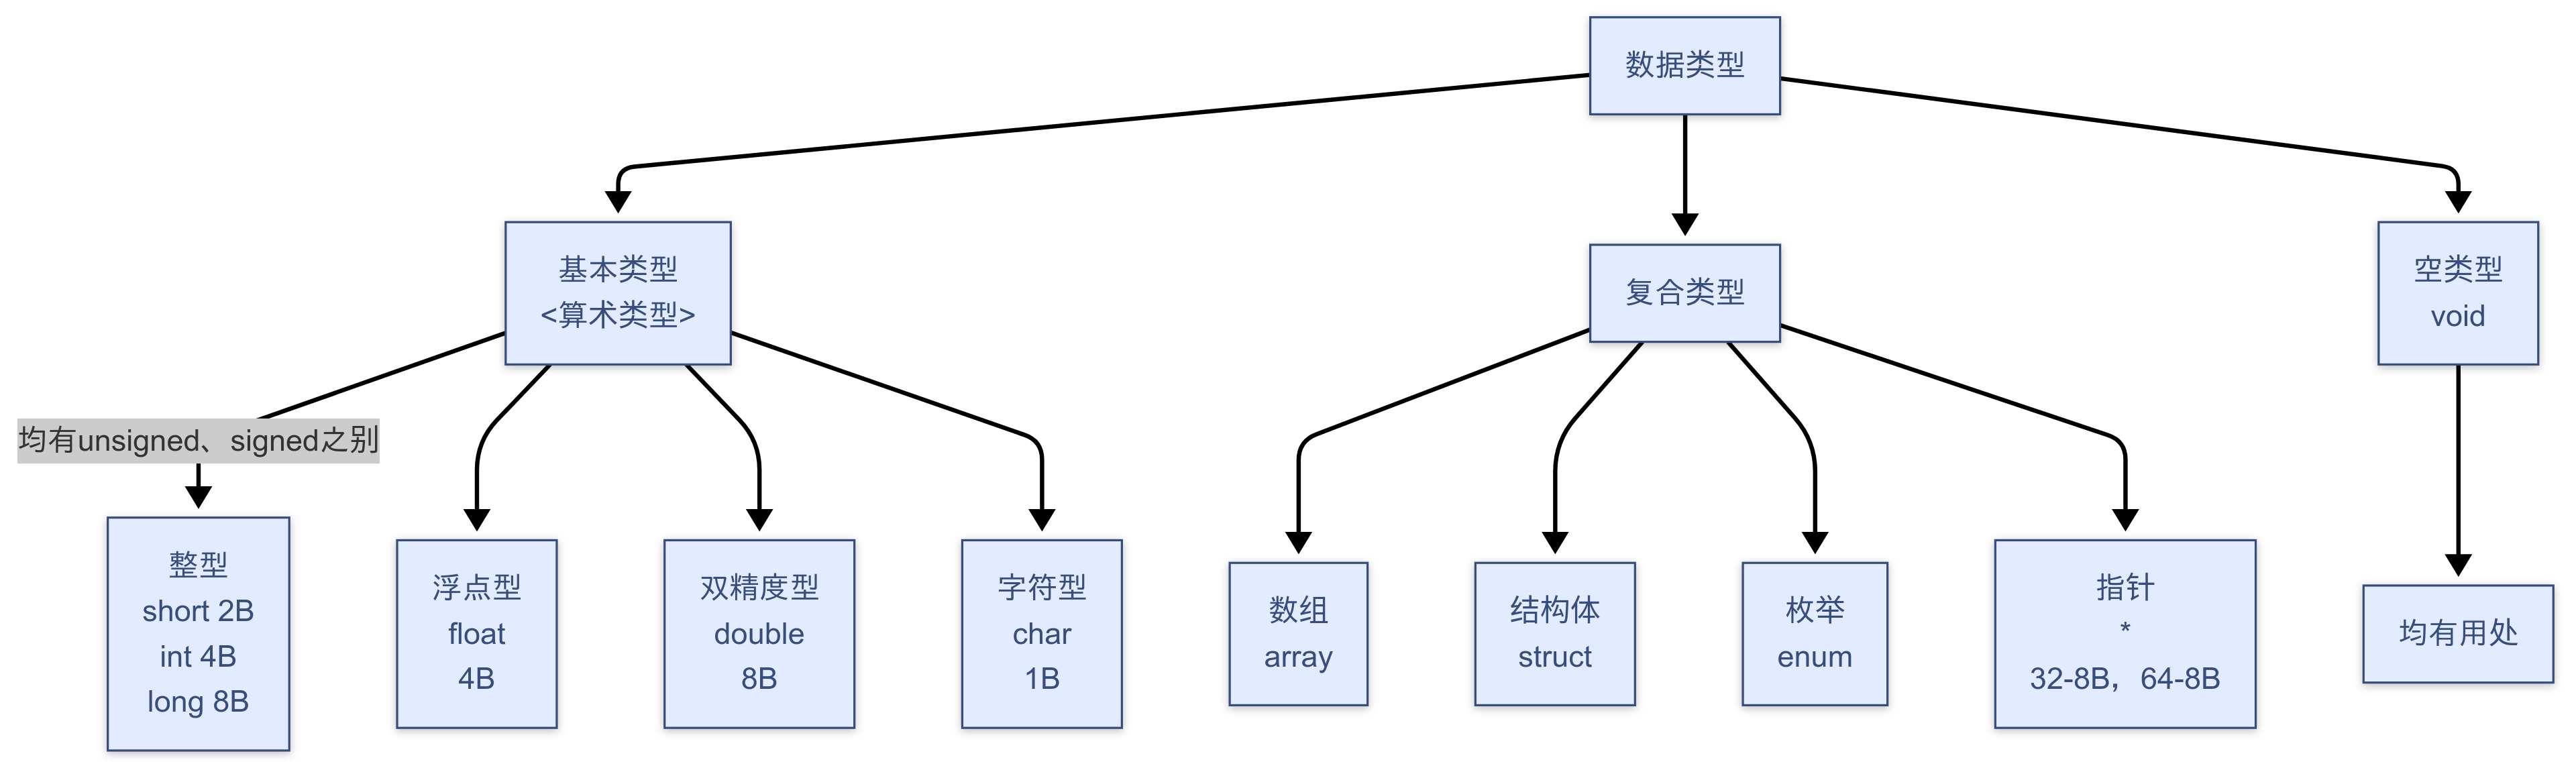 数据类型
基本类型
<算术类型>
复合类型
空类型
void
均有unsigned、signed之别
整型
short 2B
int 4B
long 8B
浮点型
float
4B
双精度型
double
8B
字符型
char
1B
数组
array
结构体
struct
枚举
enum
指针
*
32-8B，64-8B
均有用处